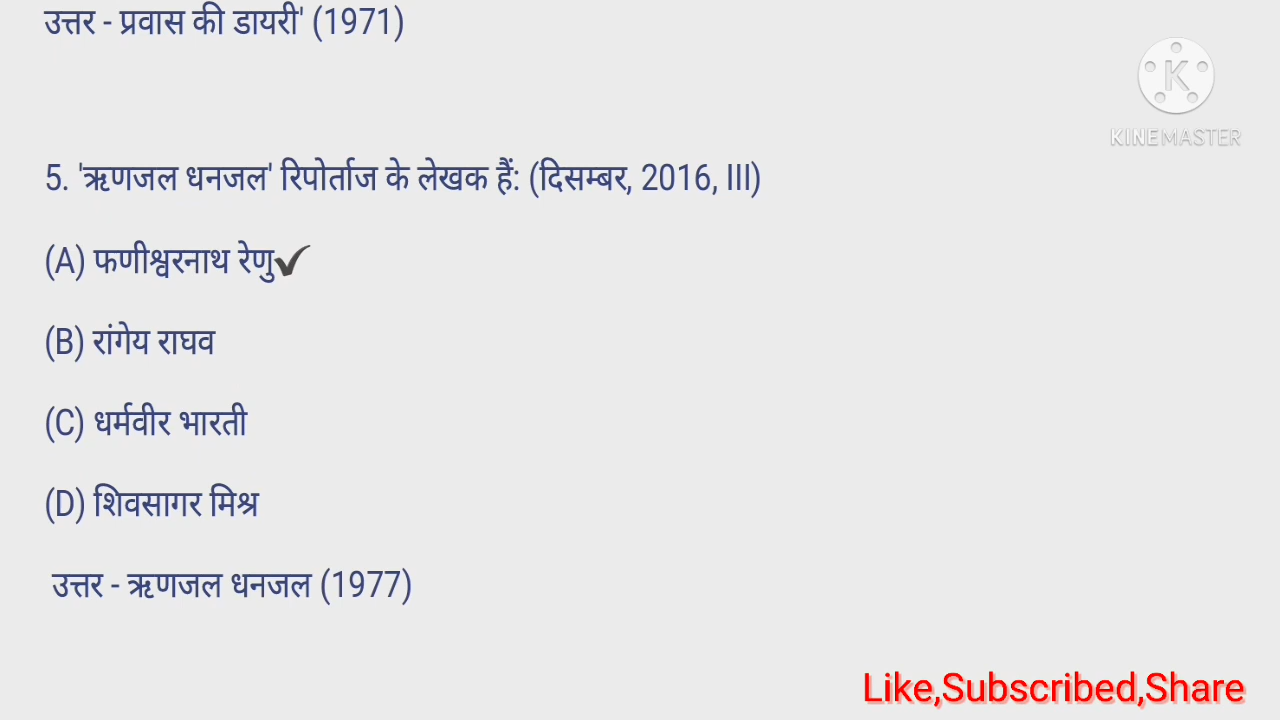 उत्तर - प्रवास की डायरी' (1971)
KINEMASTER
5. 'ऋणजल धनजल' रिपोर्ताज के लेखक हैं: (दिसम्बर, 2016, III)
(A) फणीश्वरनाथ रेणु✔
(B) रांगेय राघव
(C) धर्मवीर भारती
(D) शिवसागर मिश्र
उत्तर - ऋणजल धनजल (1977)
Like,Subscribed,Share